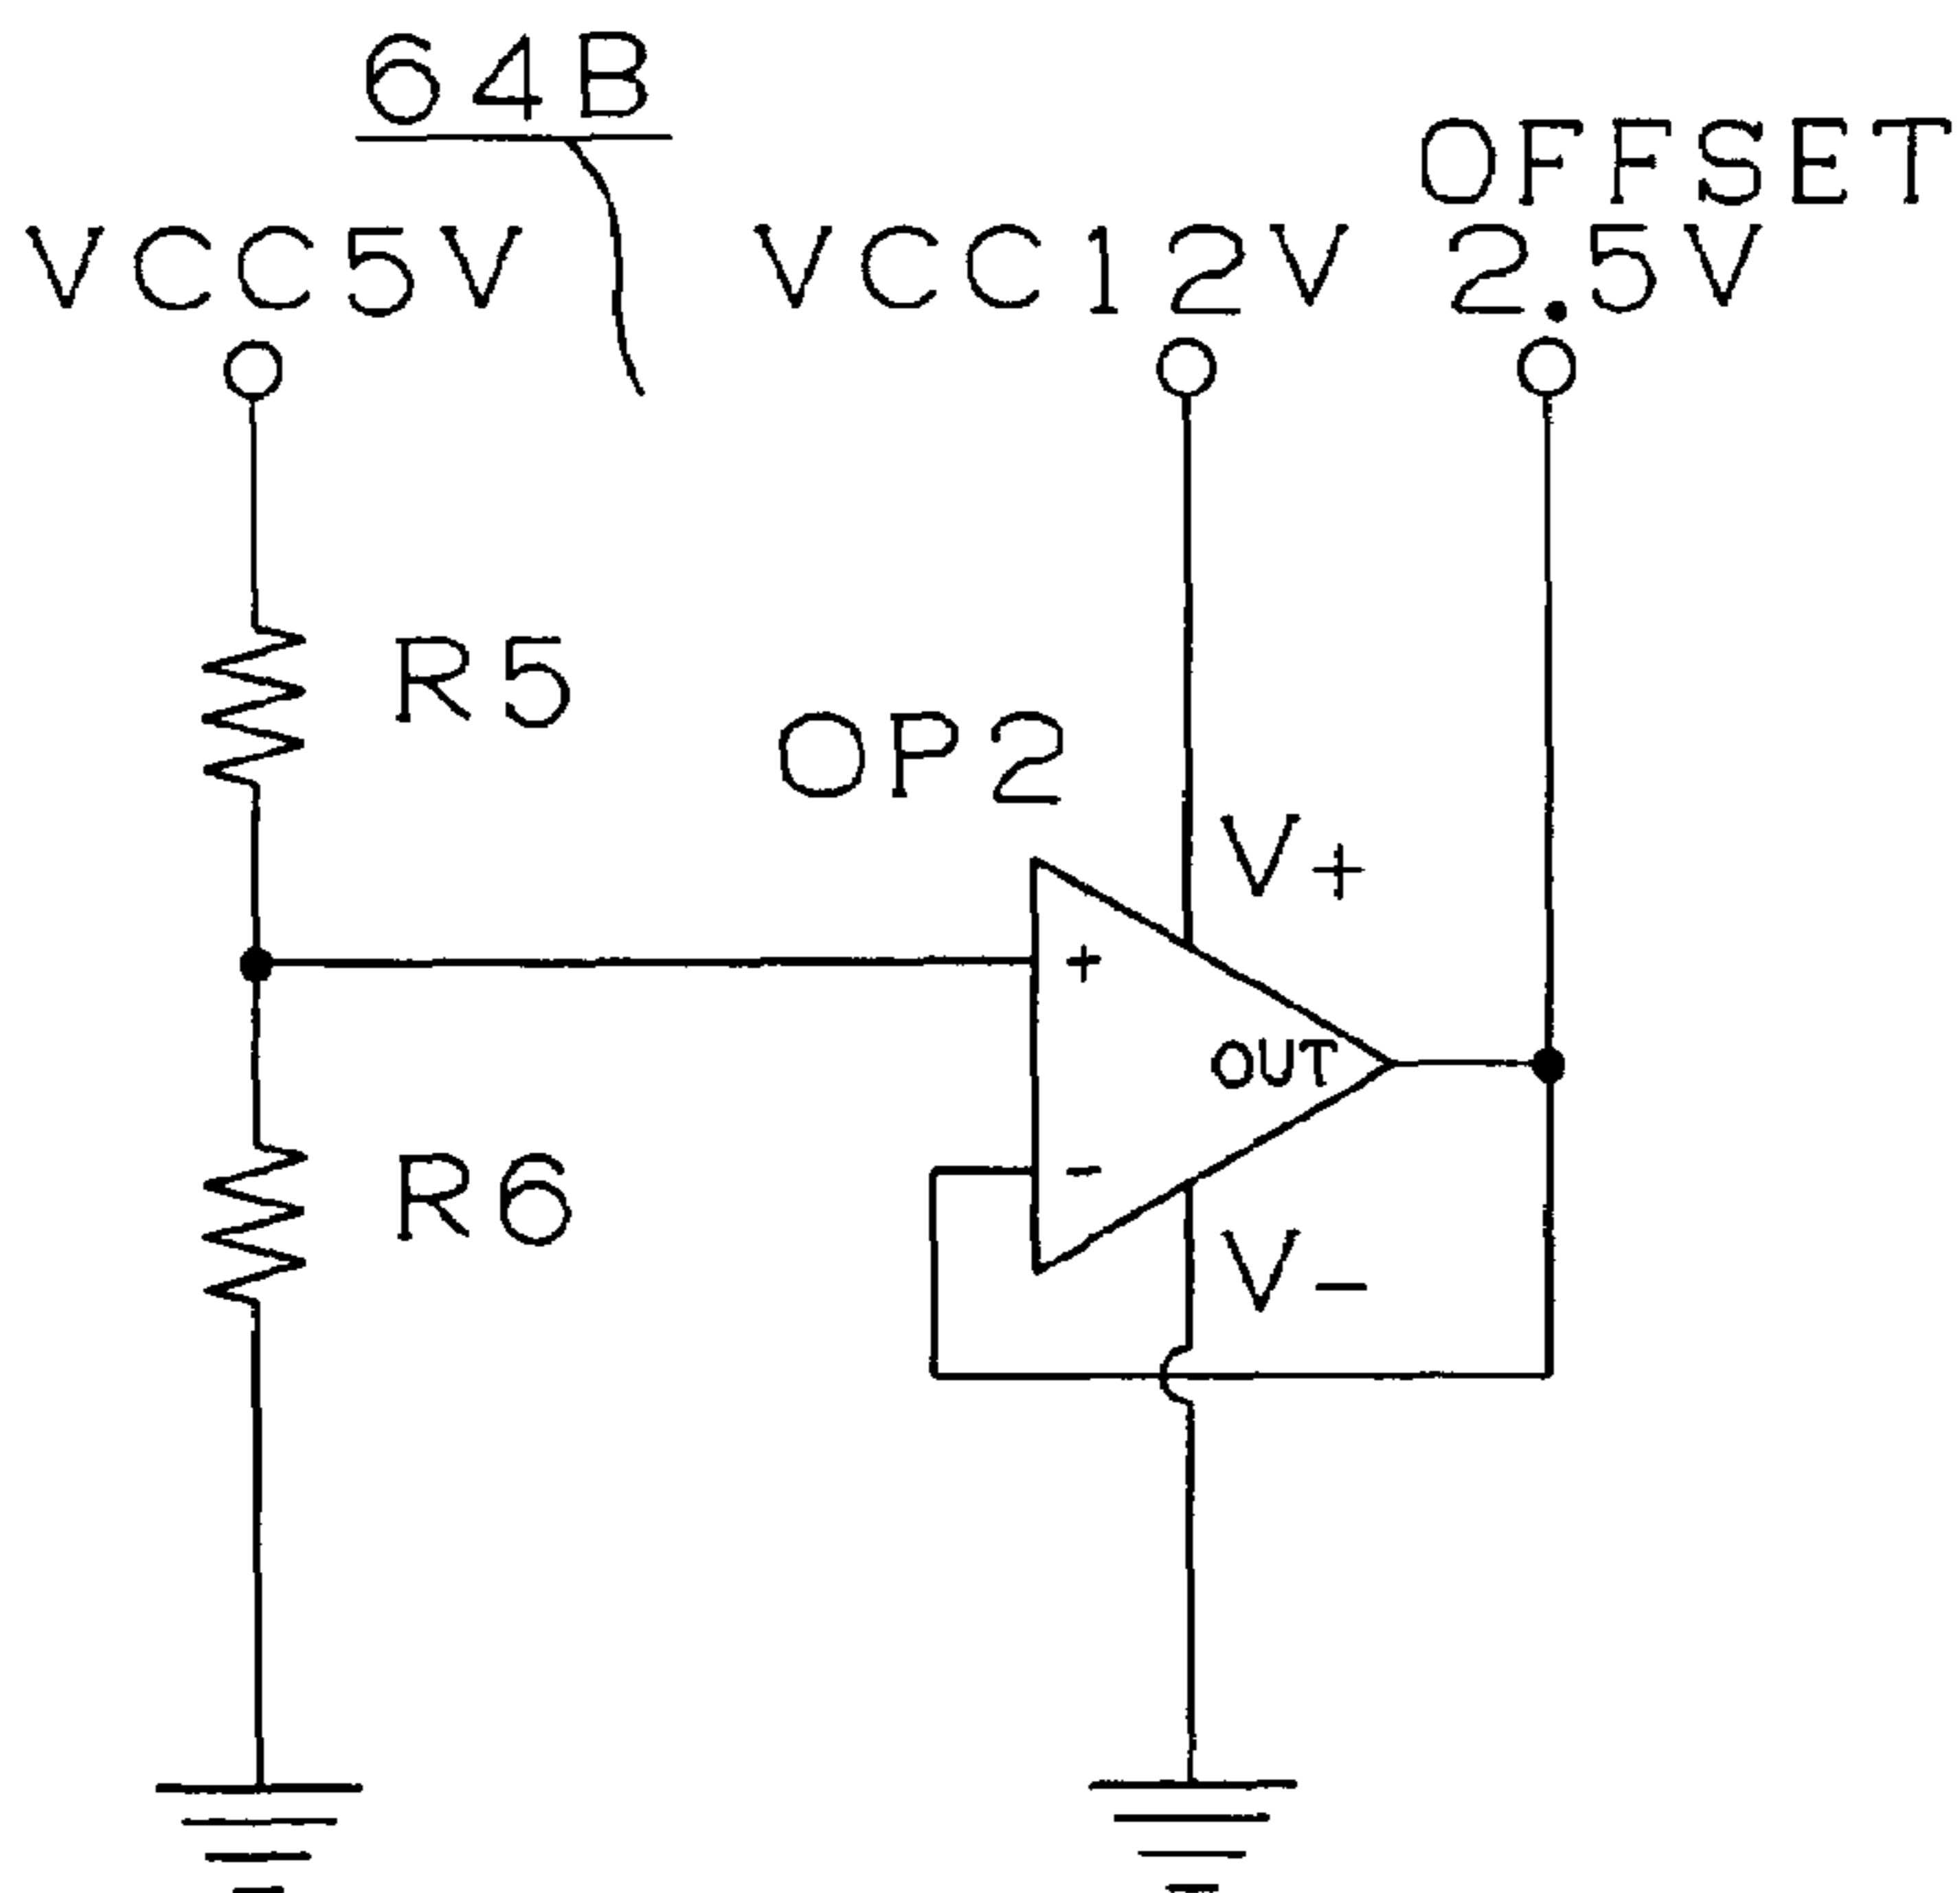 64B
OFFSET
VCC5V VCC12V 2.5V
R5
OP2
V+
+
OUT
R6
-
V-